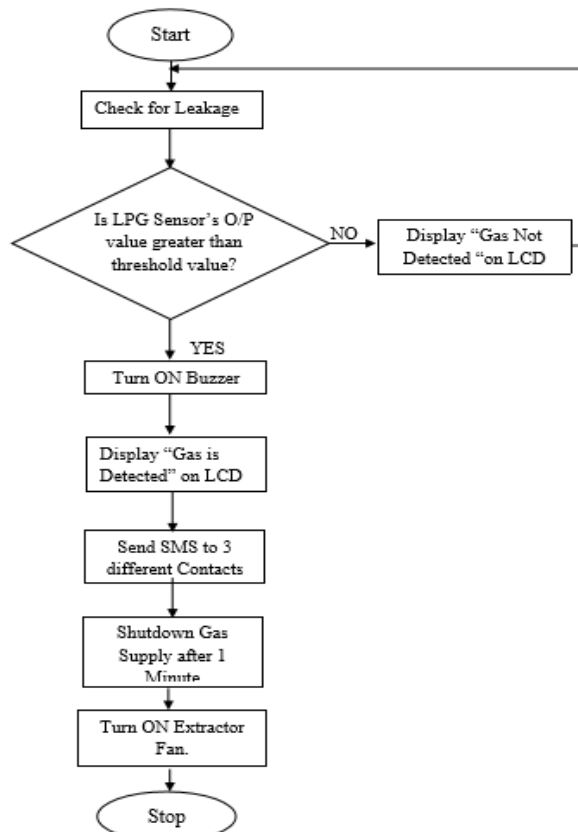 Start
Check for Leakage
Is LPG Sensor’s O/P
value greater than
threshold value?
NO
Display “Gas Not
Detected “on LCD
YES
Turn ON Buzzer
Display “Gas is
Detected” on LCD
Send SMS to 3
different Contacts
Shutdown Gas
Supply after 1
Minute
Turn ON Extractor
Fan.
Stop